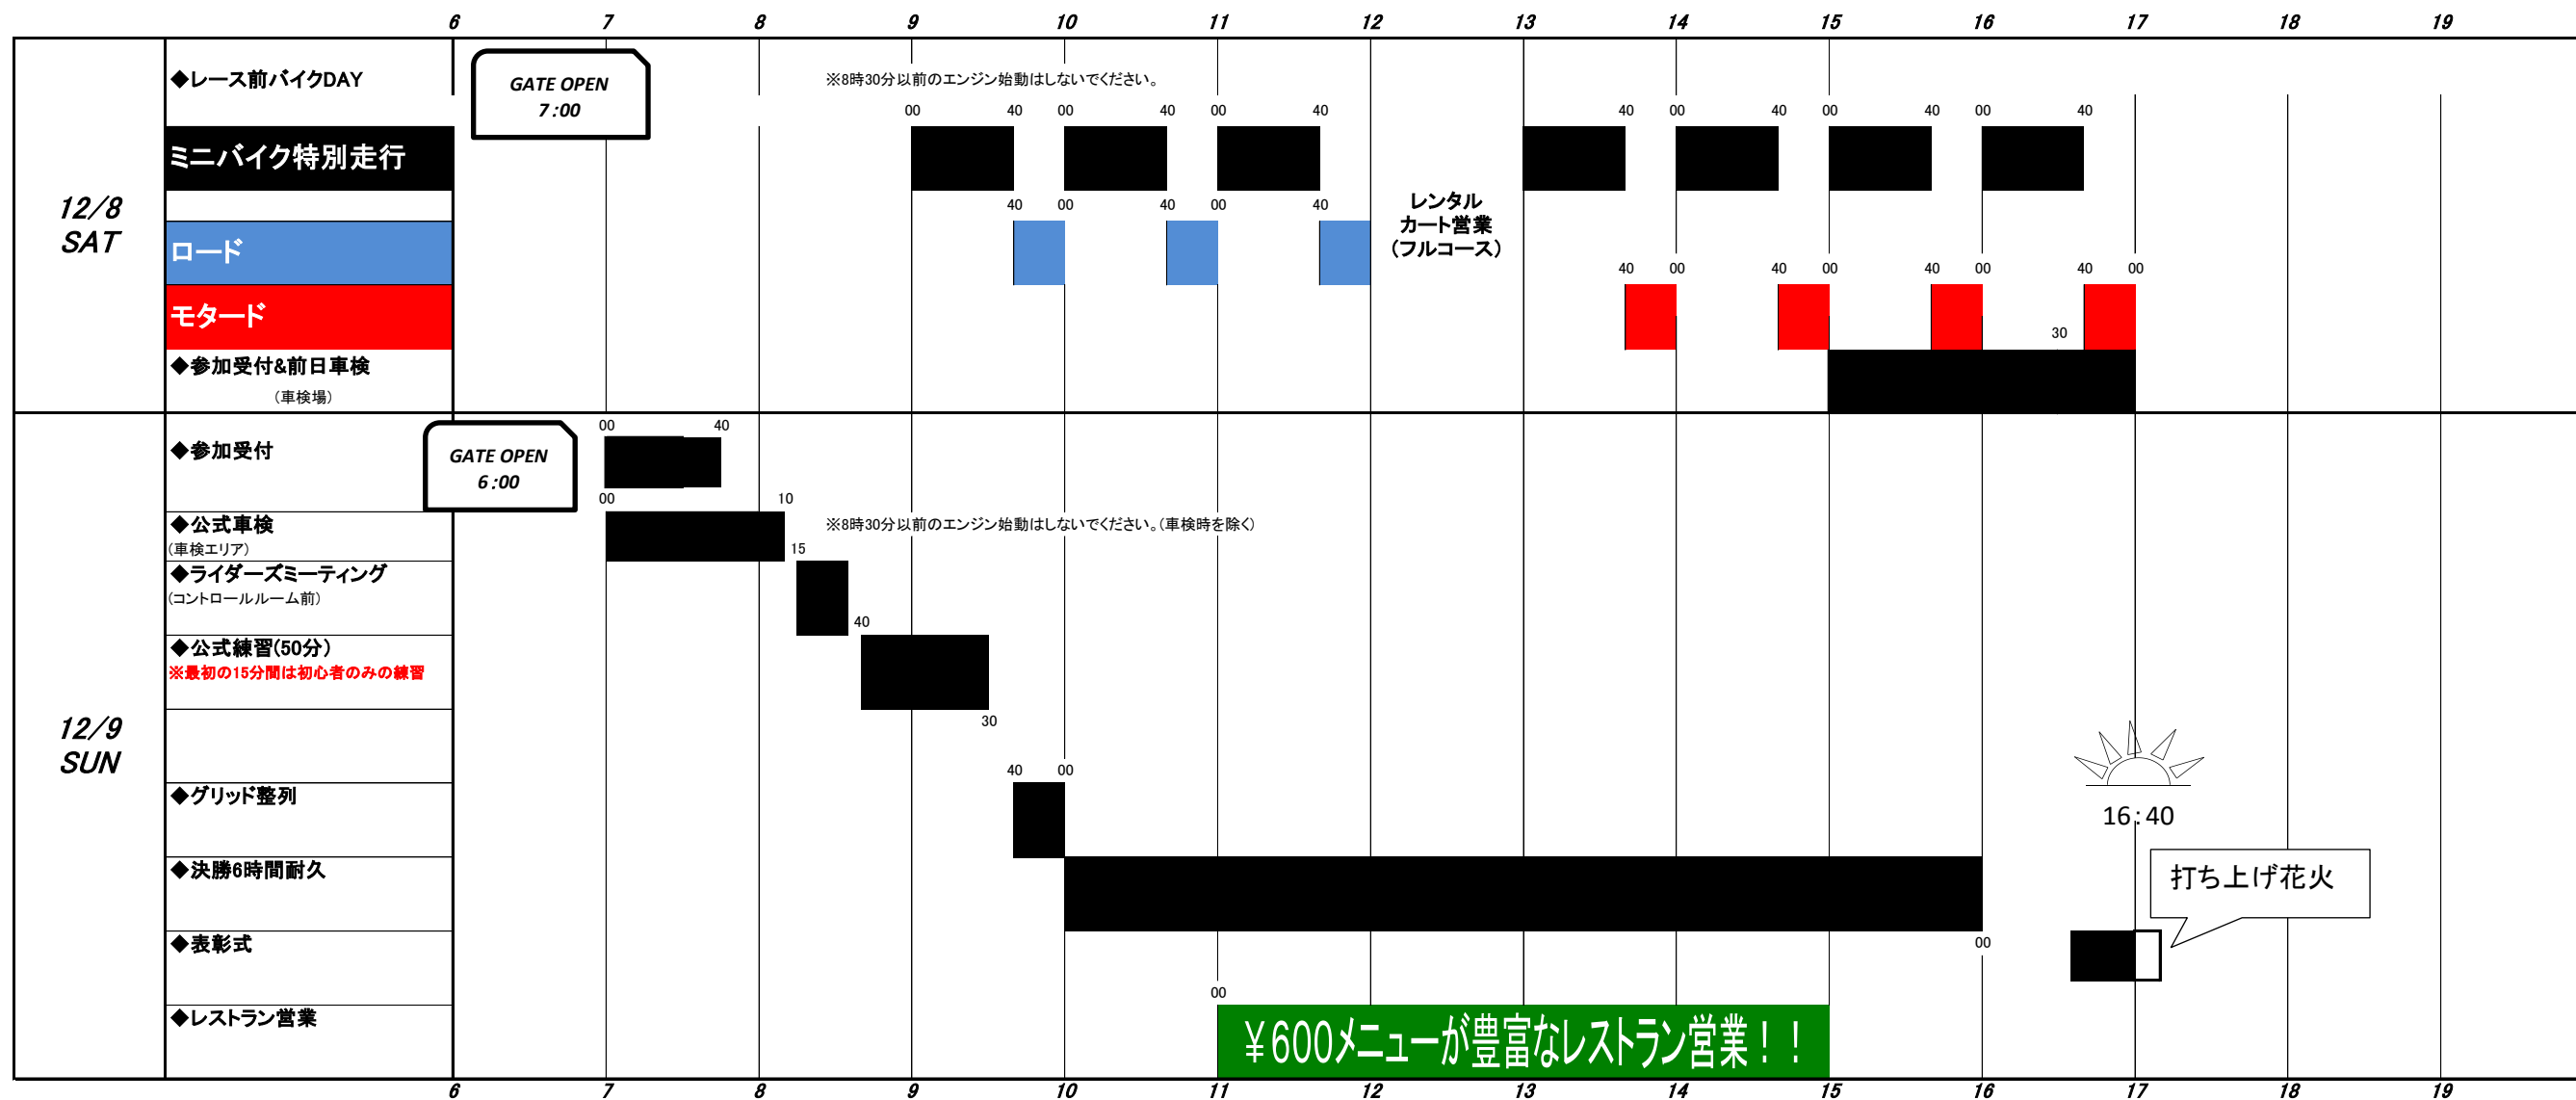 6 7 8 9 10 11 12 13 14 15 16 17 18 19
12/8
SAT
◆レース前バイクDAY
GATE OPEN
7:00
※8時30分以前のエンジン始動はしないでください。
00 40 00 40 00 40 40 00 40 00 40 00 40
ミニバイク特別走行
レンタル
カート営業
(フルコース)
40 00 40 00 40
ロード
40 00 40 00 40 00 40 00
モタード
30
◆参加受付&前日車検
(車検場)
12/9
SUN
00 40
◆参加受付
GATE OPEN
6:00
00 10
◆公式車検
(車検エリア)
※8時30分以前のエンジン始動はしないでください。(車検時を除く)
15
◆ライダーズミーティング
(コントロールルーム前)
40
◆公式練習(50分)
※最初の15分間は初心者のみの練習
30
40 00
◆グリッド整列
16:40
◆決勝6時間耐久
打ち上げ花火
◆表彰式
00
00
◆レストラン営業
¥600メニューが豊富なレストラン営業!!
6 7 8 9 10 11 12 13 14 15 16 17 18 19